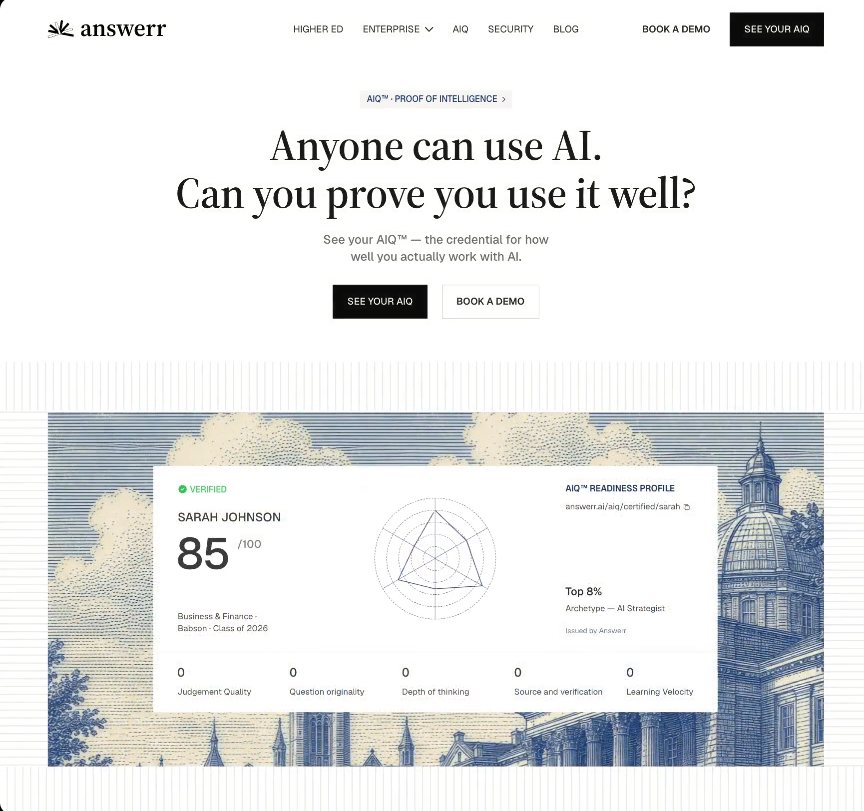 answerr
HIGHER ED
ENTERPRISE
AIQ
SECURITY
BLOG
BOOK A DEMO
SEE YOUR AIQ
AIQ™ · PROOF OF INTELLIGENCE
Anyone can use AI.
Can you prove you use it well?
See your AIQ™ — the credential for how
well you actually work with AI.
SEE YOUR AIQ
BOOK A DEMO
VERIFIED
SARAH JOHNSON
85 /100
Business & Finance ·
Babson · Class of 2026
AIQ™ READINESS PROFILE
answerr.ai/aiq/certified/sarah
Top 8%
Archetype — AI Strategist
Issued by Answerr
0
Judgement Quality
0
Question originality
0
Depth of thinking
0
Source and verification
0
Learning Velocity